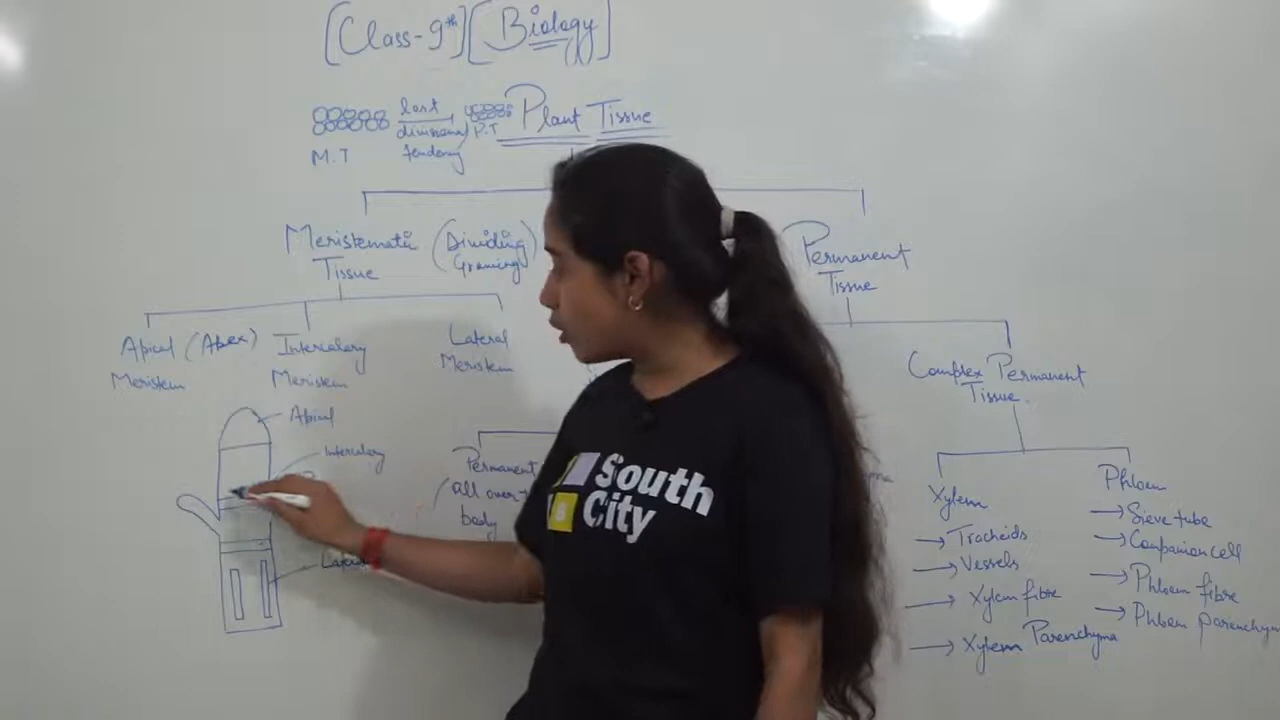 [Class-9th] [Biology]
Plant Tissue
M.T
lost
divisional
tendency
P.T
Meristematic
Tissue
(Dividing
Growing)
Permanent
Tissue
Apical (Apex)
Meristem
Intercalary
Meristem
Lateral
Meristem
Complex Permanent
Tissue
Apical
Intercalary
Lateral
Permanent
all over
body
Xylem
→ Tracheids
→ Vessels
→ Xylem fibre
→ Xylem Parenchyma
Phloem
→ Sieve tube
→ Companion cell
→ Phloem fibre
→ Phloem parenchyma
South
City